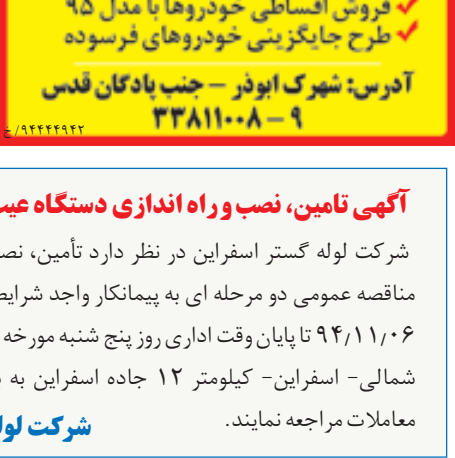 ✔ فروش اقساطی خودروها با مدل ۹۵
✔ طرح جایگزینی خودروهای فرسوده
آدرس: شهرک ابوذر – جنب پادگان قدس
۳۳۸۱۱۰۰۸ – ۹
۹۴۴۴۴۹۴۲/خ
آگهی تامین، نصب و راه اندازی دستگاه
شرکت لوله گستر اسفراین در نظر دارد تأمین،
مناقصه عمومی دو مرحله ای به پیمانکار واجد
۹۴/۱۱/۰۶ تا پایان وقت اداری روز پنج شنبه مورخه
شمالی- اسفراین- کیلومتر ۱۲ جاده اسفراین به
معاملات مراجعه نمایند.
شرکت